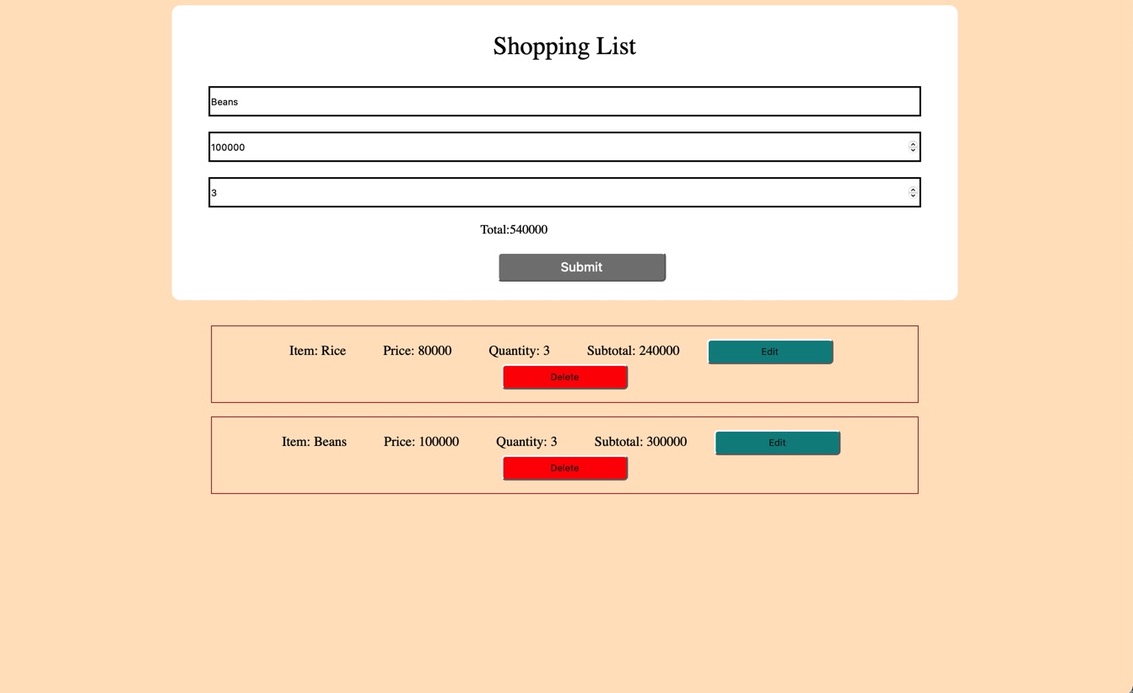 Shopping List
Beans
100000
3
Total:540000
Submit
Item: Rice Price: 80000 Quantity: 3 Subtotal: 240000 Edit
Delete
Item: Beans Price: 100000 Quantity: 3 Subtotal: 300000 Edit
Delete